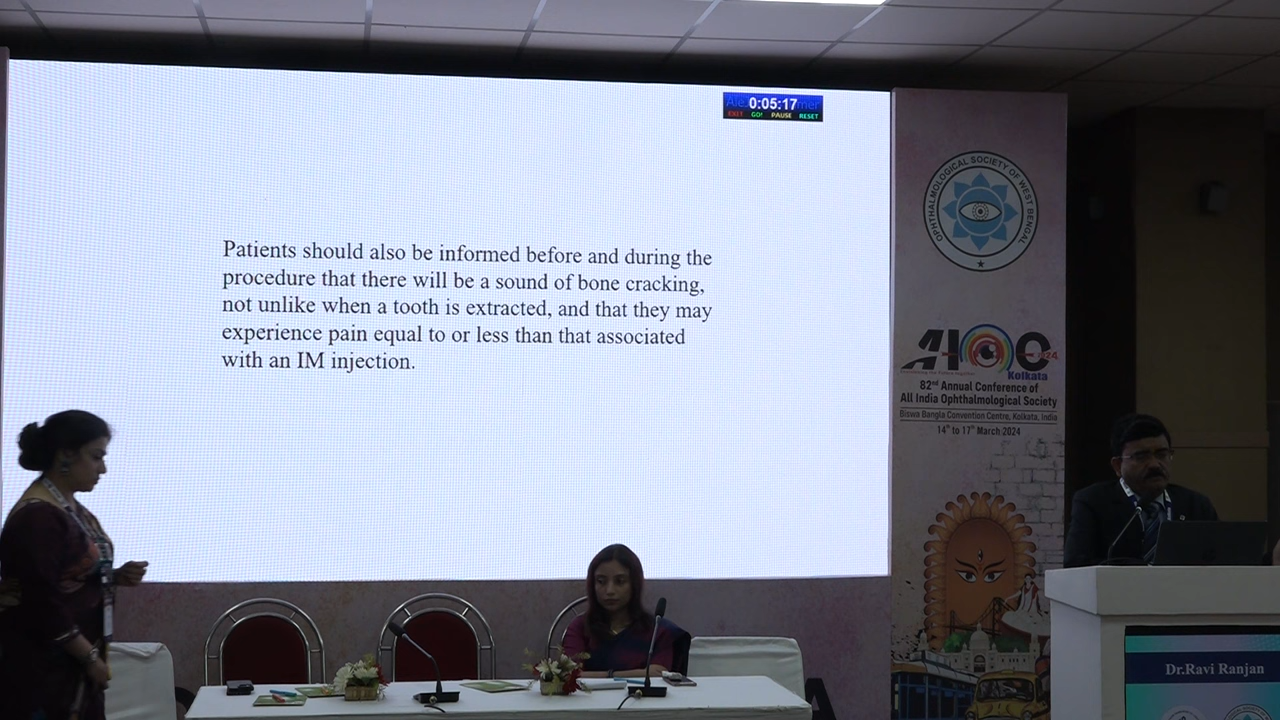 0:05:17
EXIT GO! PAUSE RESET
Patients should also be informed before and during the
procedure that there will be a sound of bone cracking,
not unlike when a tooth is extracted, and that they may
experience pain equal to or less than that associated
with an IM injection.
OPHTHALMOLOGICAL SOCIETY OF WEST BENGAL
AIOC 2024
Kolkata
82nd Annual Conference of
All India Ophthalmological Society
Biswa Bangla Convention Centre, Kolkata, India
14th to 17th March 2024
Dr.Ravi Ranjan